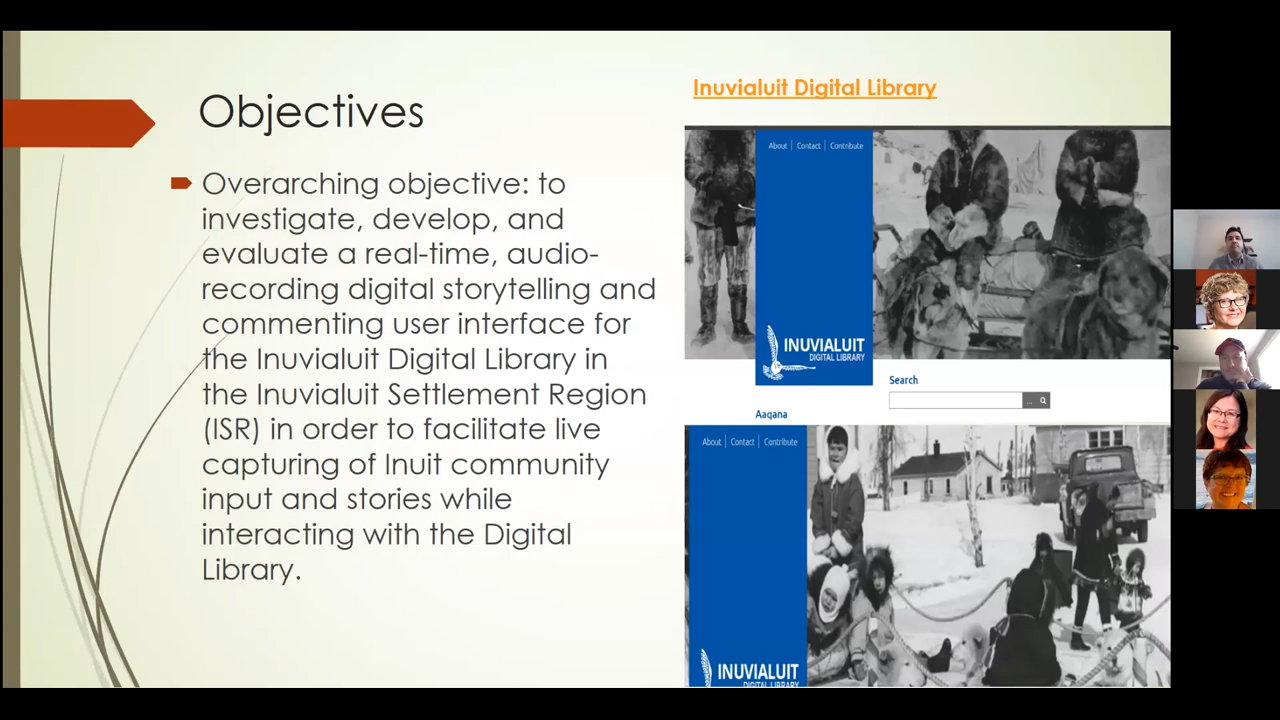 Objectives
Overarching objective: to
investigate, develop, and
evaluate a real-time, audio-
recording digital storytelling and
commenting user interface for
the Inuvialuit Digital Library in
the Inuvialuit Settlement Region
(ISR) in order to facilitate live
capturing of Inuit community
input and stories while
interacting with the Digital
Library.
Inuvialuit Digital Library
About | Contact | Contribute
INUVIALUIT
DIGITAL LIBRARY
Search
...
Aaqana
About | Contact | Contribute
INUVIALUIT
DIGITAL LIBRARY